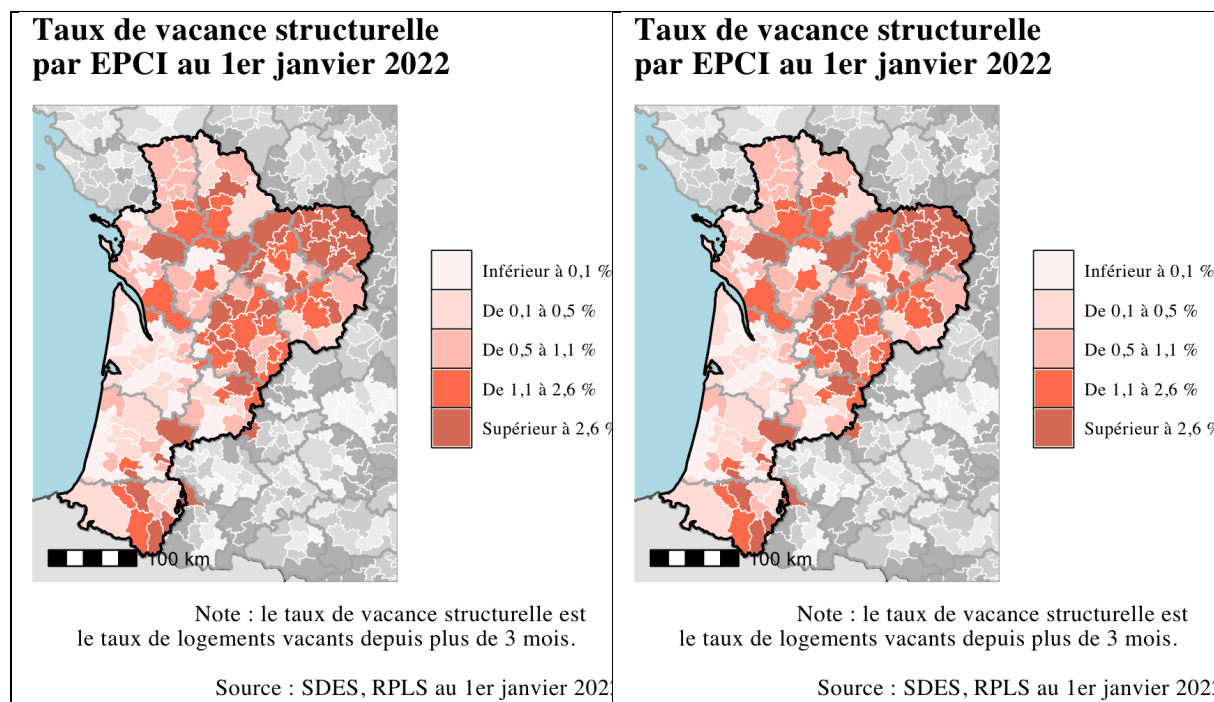 Taux de vacance structurelle
par EPCI au 1er janvier 2022
Inférieur à 0,1 %
De 0,1 à 0,5 %
De 0,5 à 1,1 %
De 1,1 à 2,6 %
Supérieur à 2,6 %
100 km
Note : le taux de vacance structurelle est
le taux de logements vacants depuis plus de 3 mois.
Source : SDES, RPLS au 1er janvier 2022
Taux de vacance structurelle
par EPCI au 1er janvier 2022
Inférieur à 0,1 %
De 0,1 à 0,5 %
De 0,5 à 1,1 %
De 1,1 à 2,6 %
Supérieur à 2,6 %
100 km
Note : le taux de vacance structurelle est
le taux de logements vacants depuis plus de 3 mois.
Source : SDES, RPLS au 1er janvier 2022